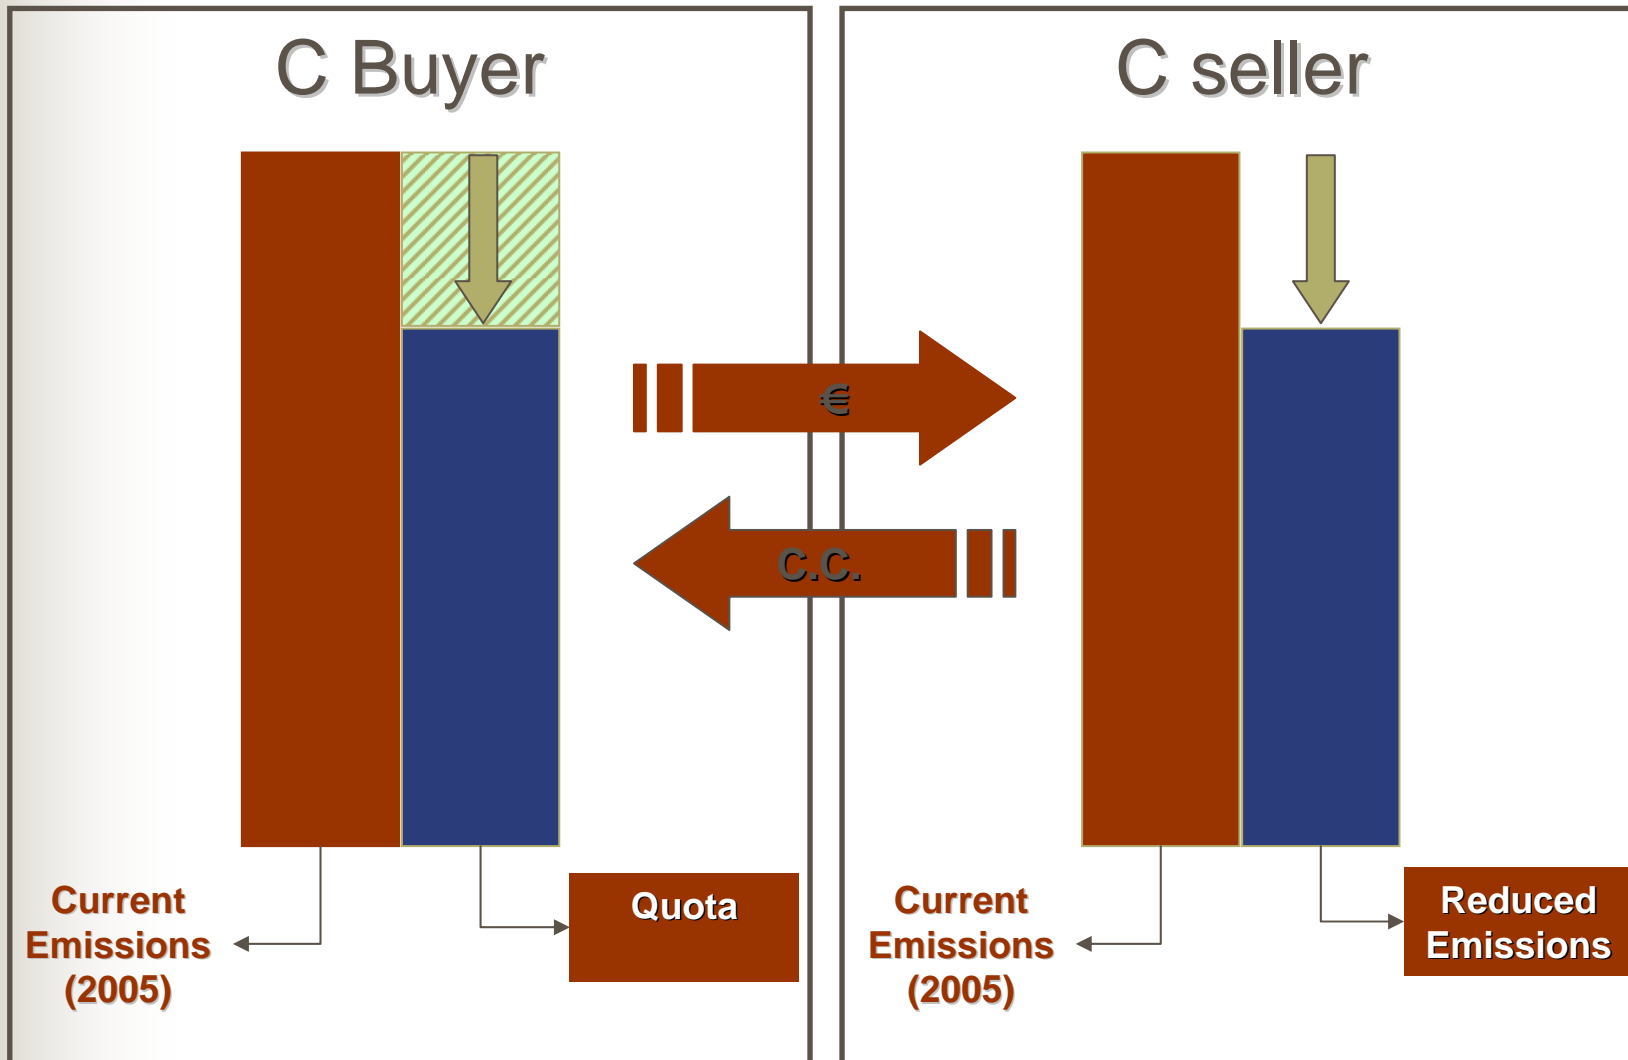 C Buyer
C seller
€
C.C.
Current
Emissions
(2005)
Quota
Current
Emissions
(2005)
Reduced
Emissions